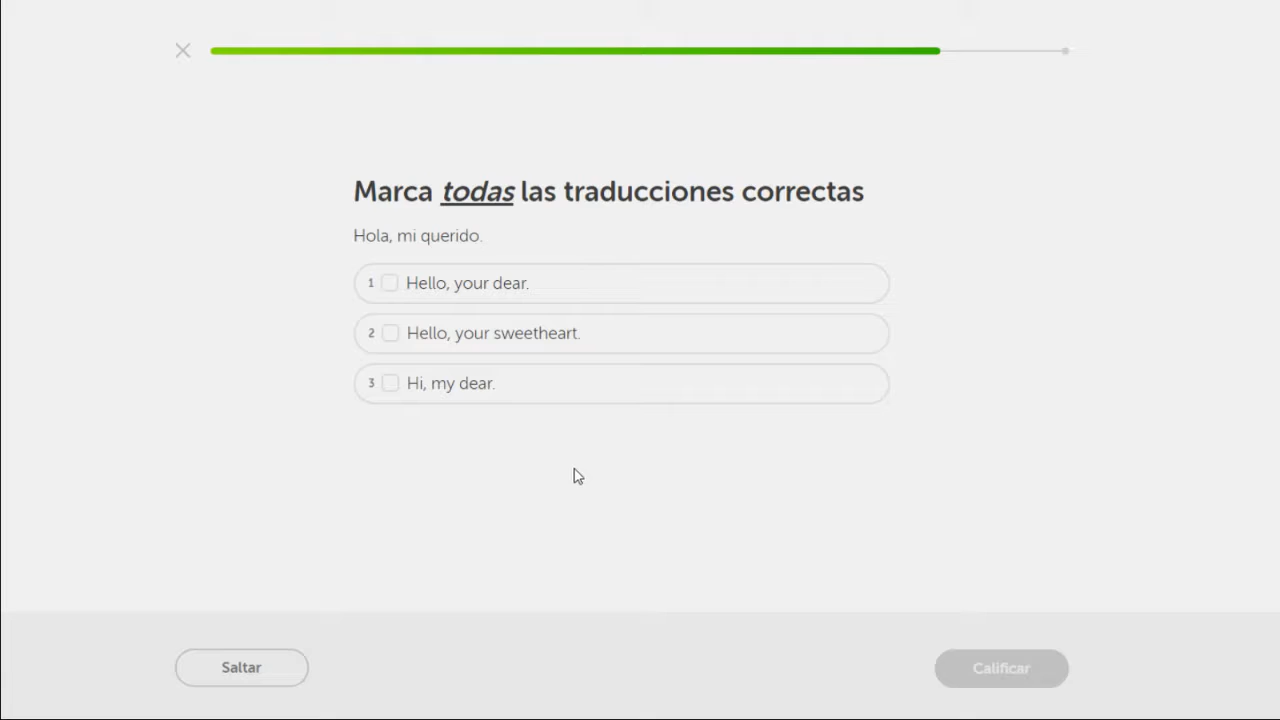 Marca todas las traducciones correctas
Hola, mi querido.
1 Hello, your dear.
2 Hello, your sweetheart.
3 Hi, my dear.
Saltar
Calificar